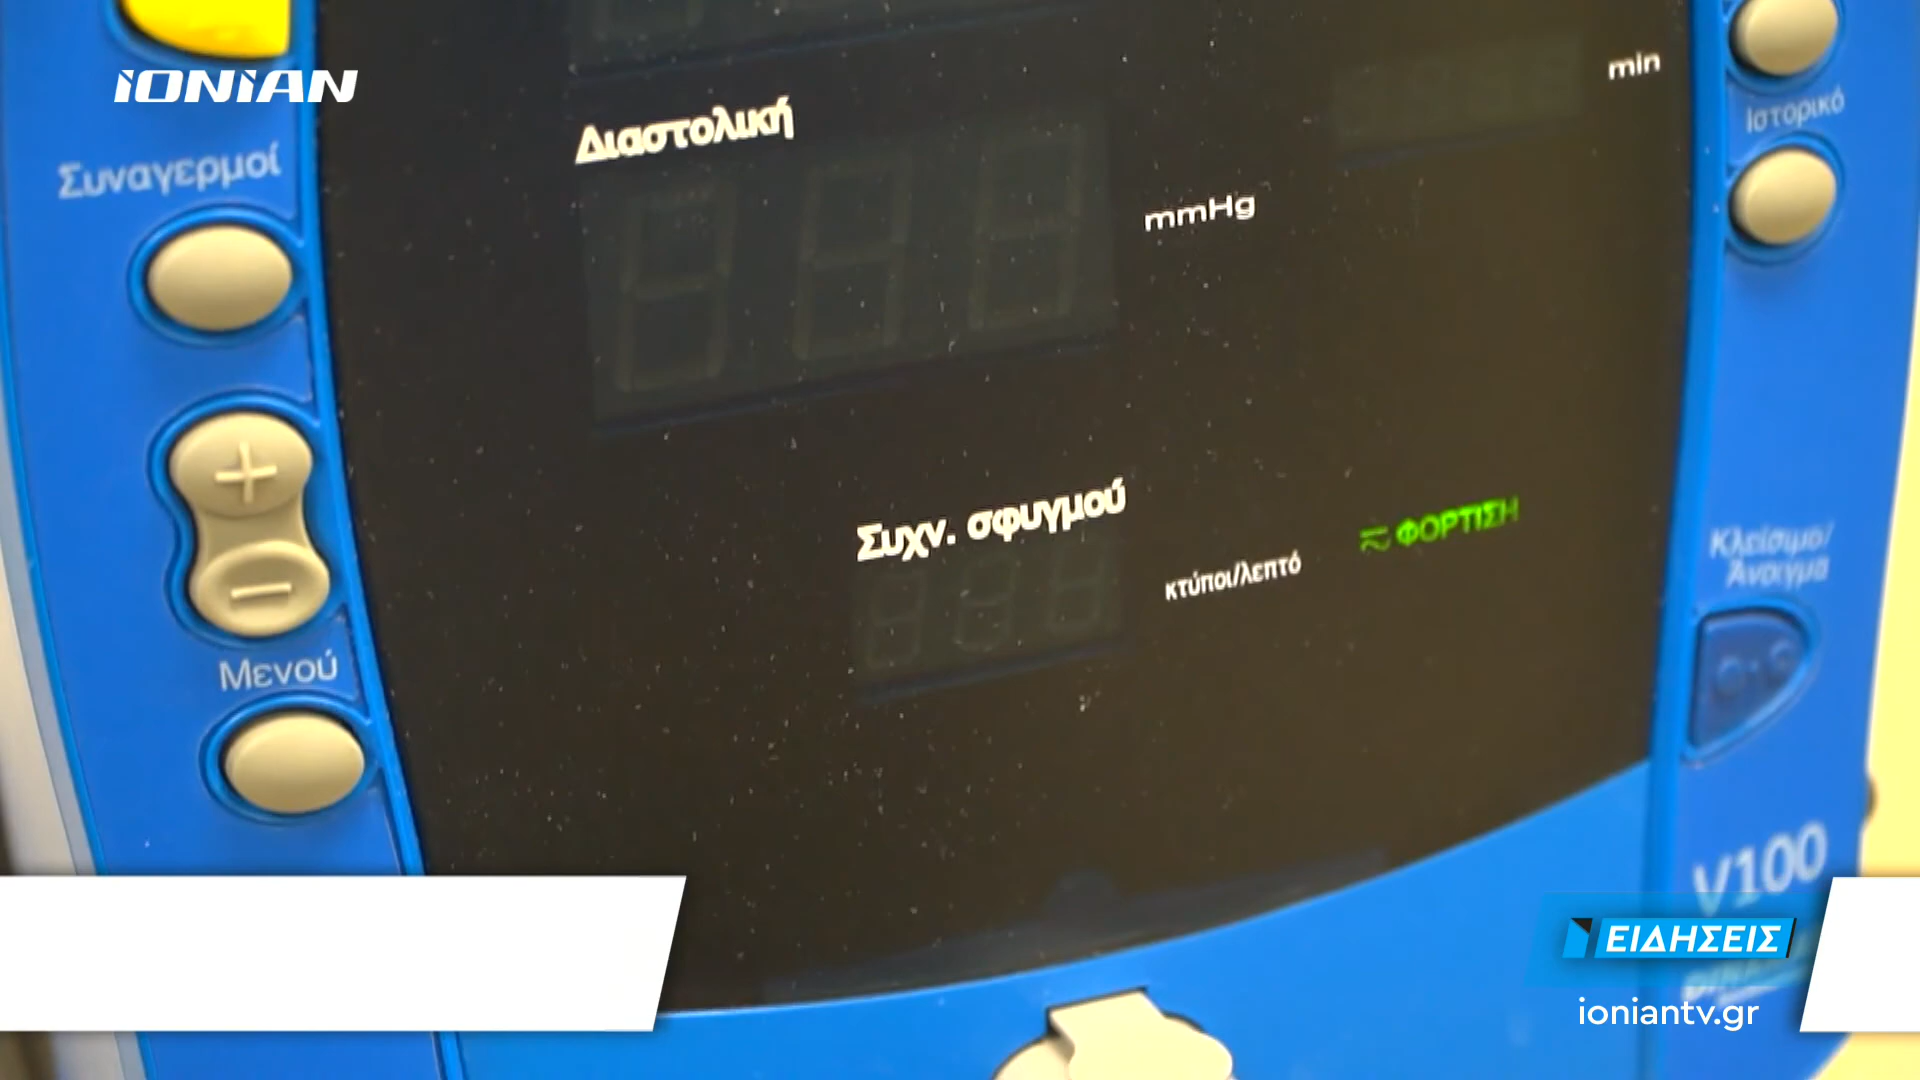 IONIAN
Συναγερμοί
Μενού
Διαστολική
mmHg
min
Συχν. σφυγμού
κτύποι/λεπτό
ΦΟΡΤΙΣΗ
Ιστορικό
Κλείσιμο/
Άνοιγμα
V100
ΕΙΔΗΣΕΙΣ
ioniantv.gr